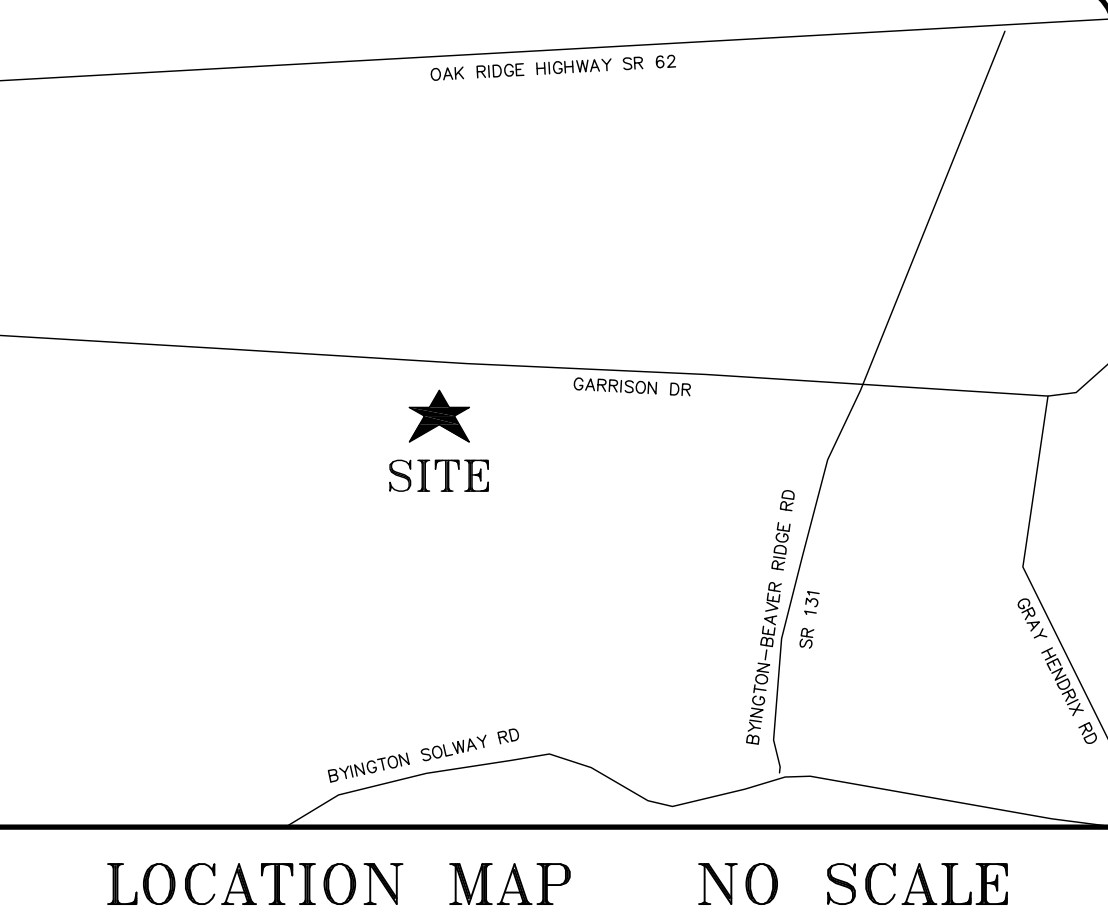 OAK RIDGE HIGHWAY SR 62
GARRISON DR
SITE
BYINGTON-BEAVER RIDGE RD
SR 131
GRAY HENDRIX RD
BYINGTON SOLWAY RD
LOCATION MAP NO SCALE